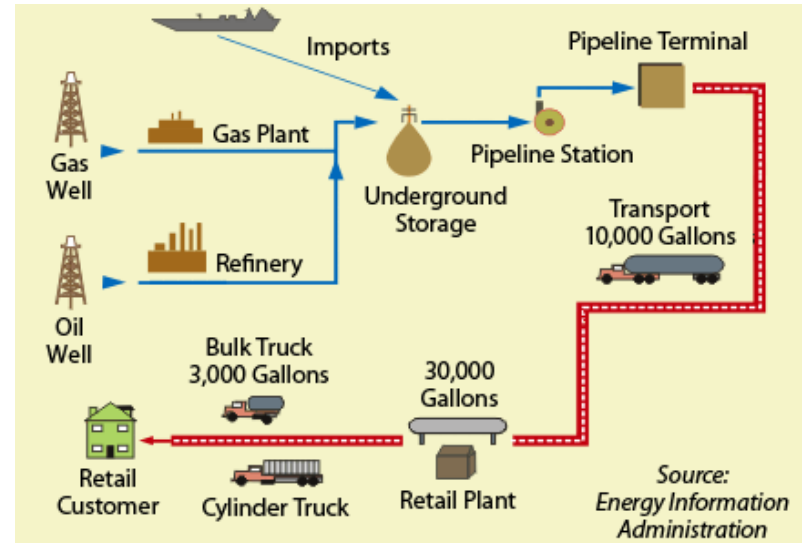 Imports
Pipeline Terminal
Gas Plant
Gas
Well
Pipeline Station
Underground
Storage
Transport
10,000 Gallons
Refinery
Oil
Well
Bulk Truck
3,000 Gallons
30,000
Gallons
Retail
Customer
Cylinder Truck
Retail Plant
Source:
Energy Information
Administration